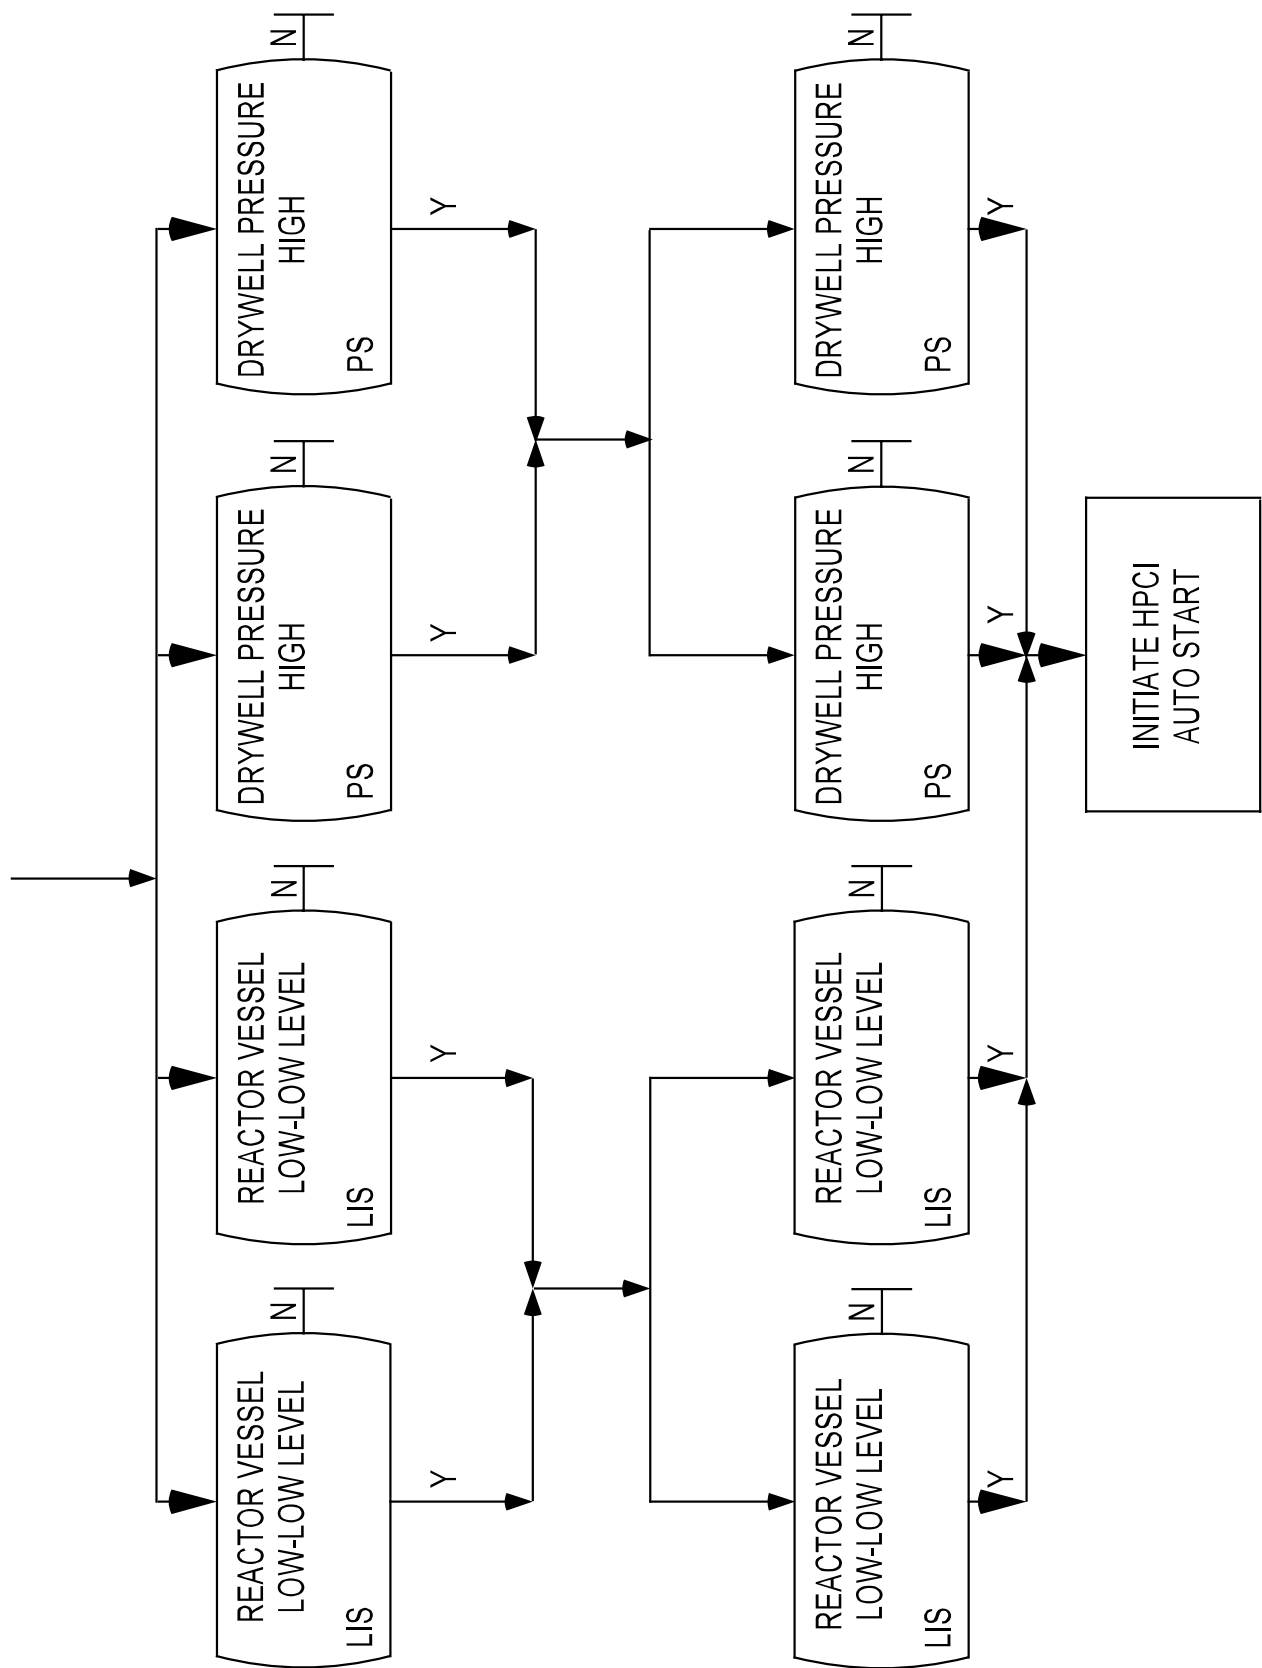 REACTOR VESSEL
LOW-LOW LEVEL
N
LIS
Y
REACTOR VESSEL
LOW-LOW LEVEL
N
LIS
Y
DRYWELL PRESSURE
HIGH
N
PS
Y
DRYWELL PRESSURE
HIGH
N
PS
Y
REACTOR VESSEL
LOW-LOW LEVEL
N
LIS
Y
REACTOR VESSEL
LOW-LOW LEVEL
N
LIS
Y
DRYWELL PRESSURE
HIGH
N
PS
Y
DRYWELL PRESSURE
HIGH
N
PS
Y
INITIATE HPCI
AUTO START